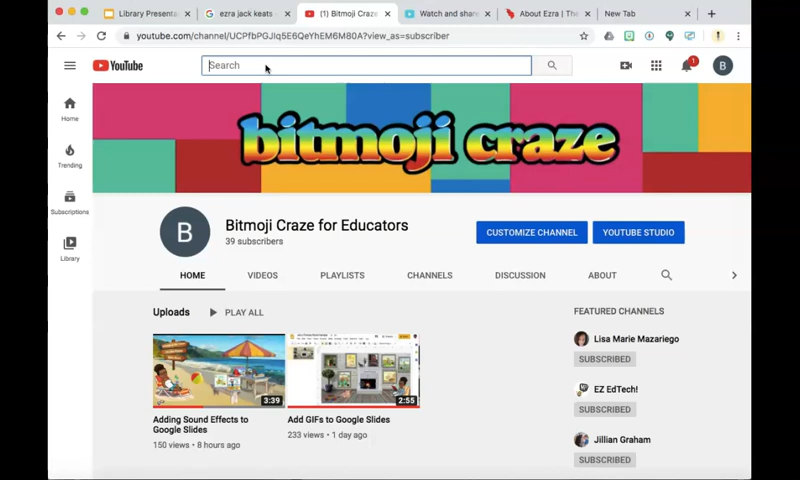 Library Presenta
ezra jack keats -
(1) Bitmoji Craze
Watch and share
About Ezra | The
New Tab
youtube.com/channel/UCPfbPGJIq5E6QeYhEM6M80A?view_as=subscriber
YouTube
Search
1
B
Home
Trending
Subscriptions
Library
bitmoji craze
B
Bitmoji Craze for Educators
39 subscribers
CUSTOMIZE CHANNEL
YOUTUBE STUDIO
HOME
VIDEOS
PLAYLISTS
CHANNELS
DISCUSSION
ABOUT
Uploads
PLAY ALL
3:39
2:55
Adding Sound Effects to
Google Slides
150 views • 8 hours ago
Add GIFs to Google Slides
233 views • 1 day ago
FEATURED CHANNELS
Lisa Marie Mazariego
SUBSCRIBED
EZ EdTech!
SUBSCRIBED
Jillian Graham
SUBSCRIBED